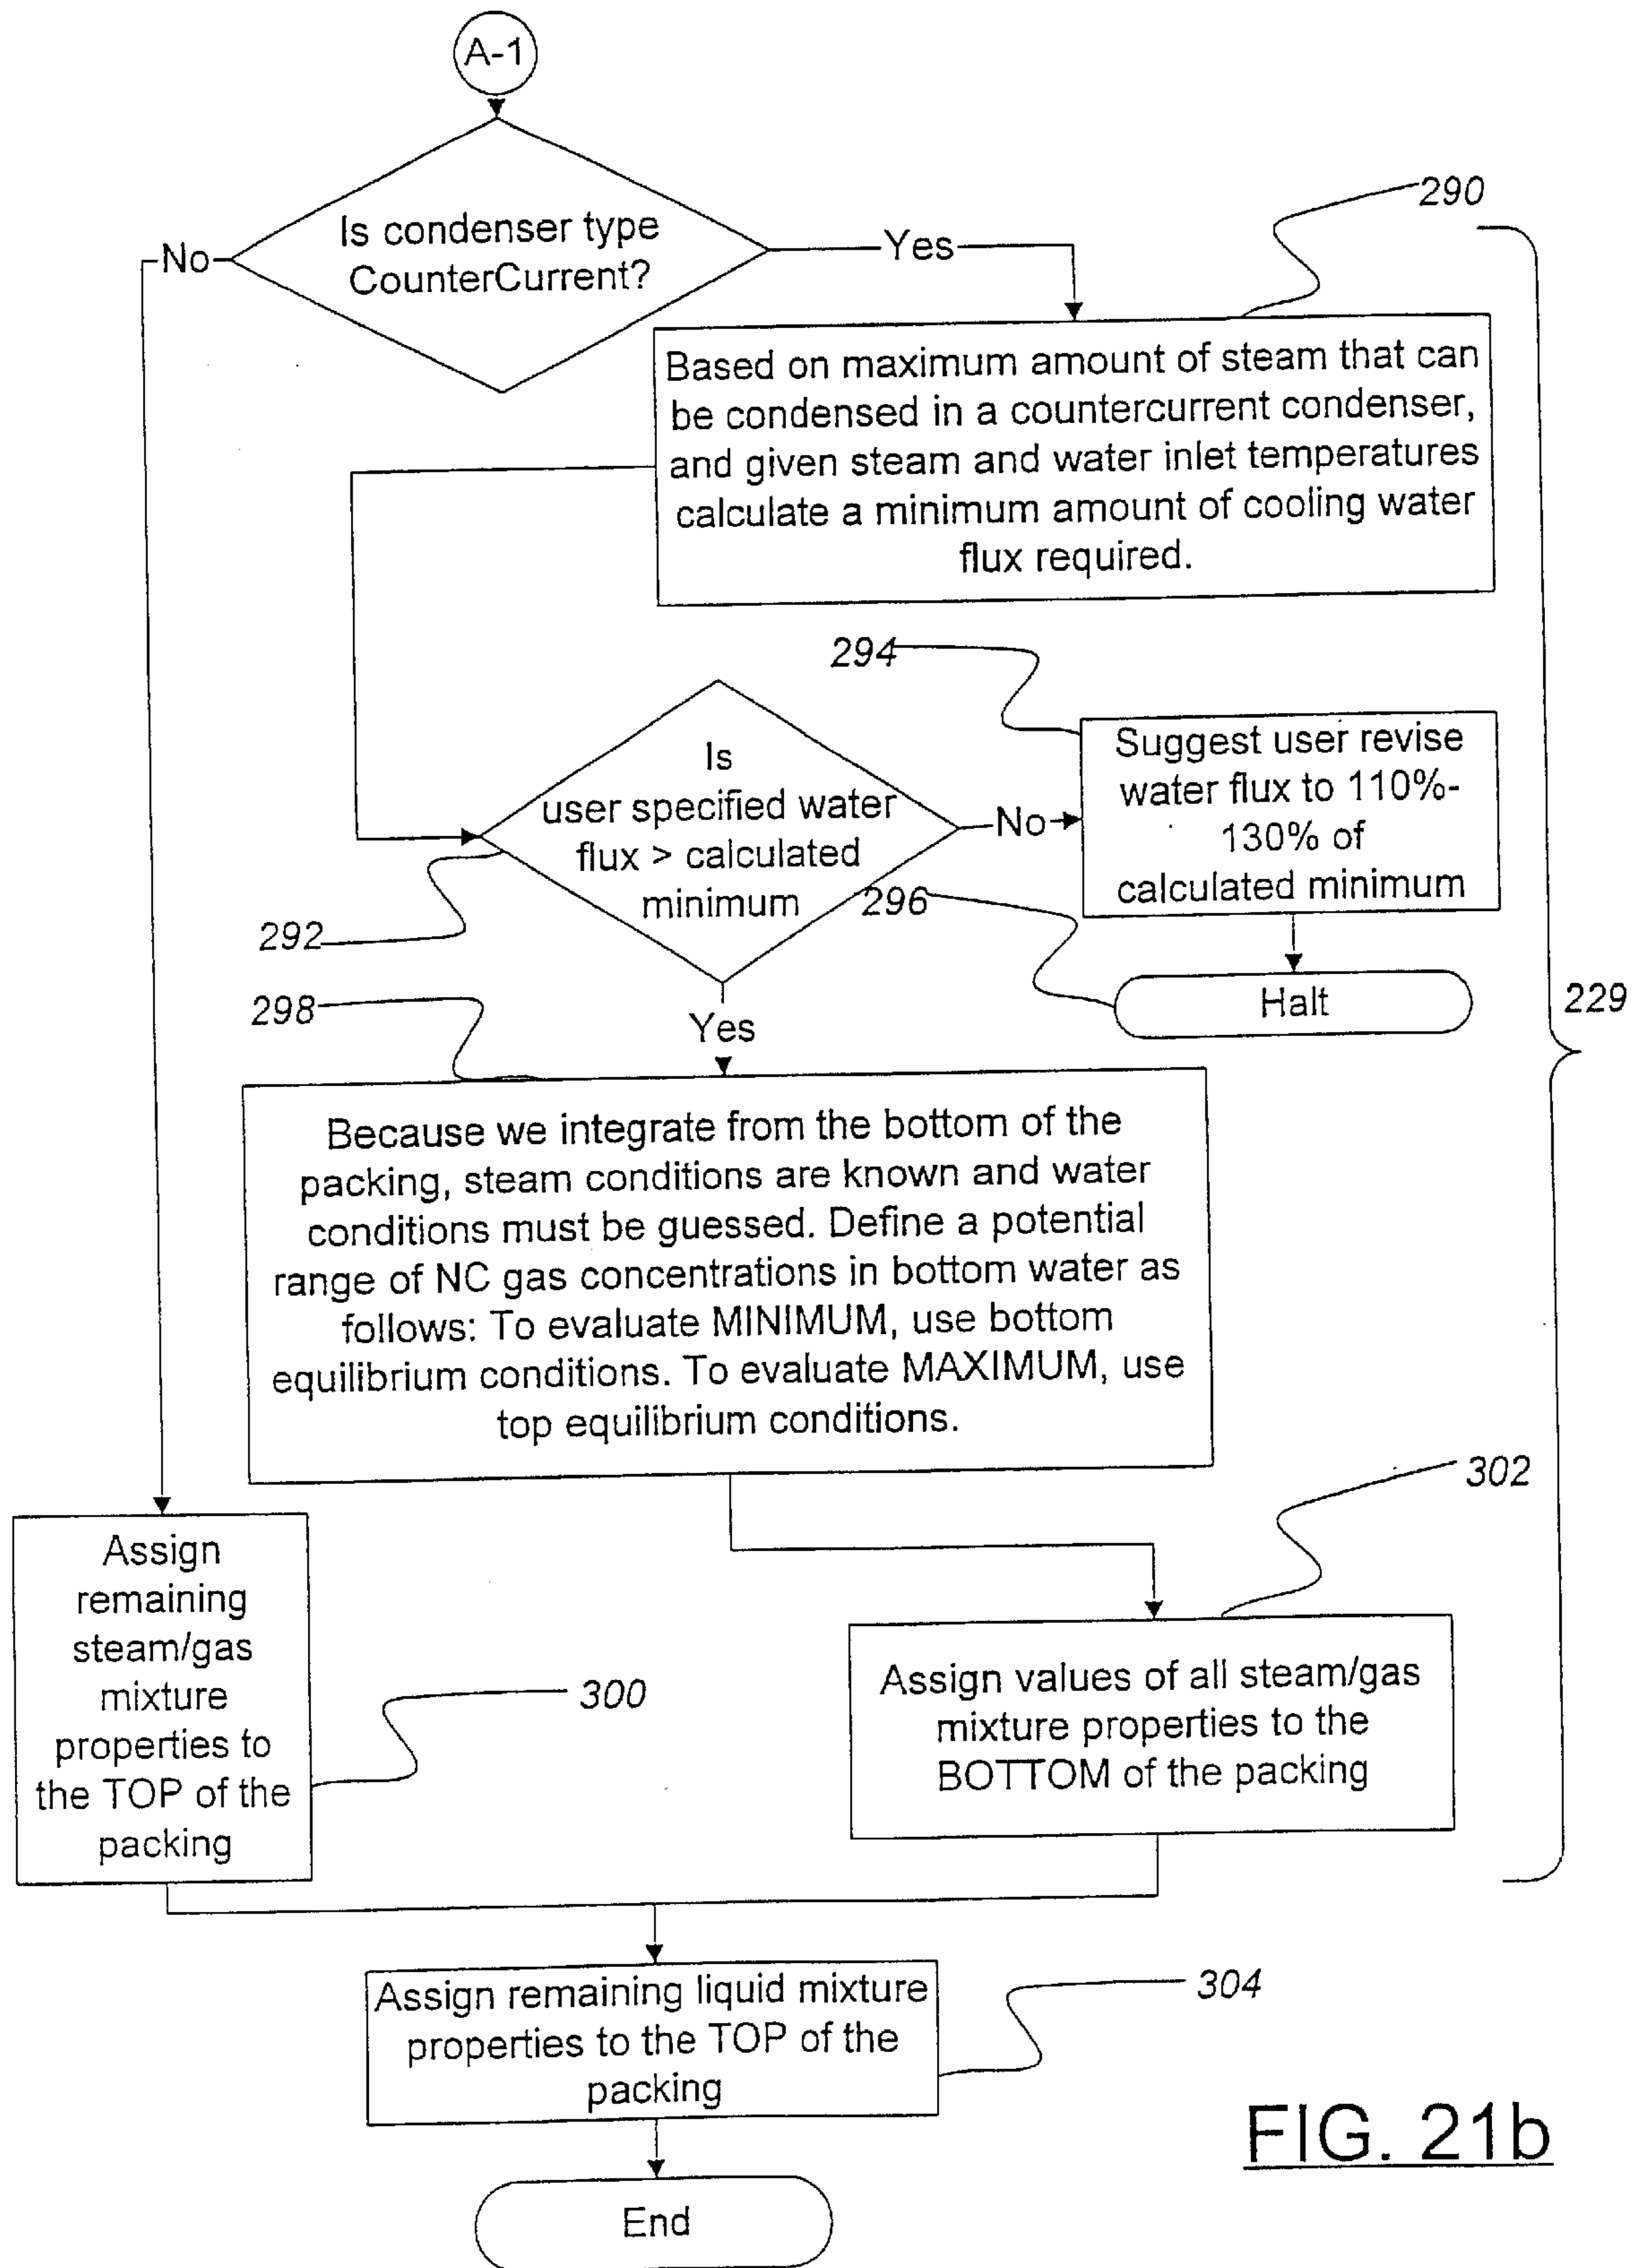 A-1
Is condenser type
CounterCurrent?
No
Yes
290
Based on maximum amount of steam that can
be condensed in a countercurrent condenser,
and given steam and water inlet temperatures
calculate a minimum amount of cooling water
flux required.
294
Is
user specified water
flux > calculated
minimum
No
Suggest user revise
water flux to 110%-
130% of
calculated minimum
292
296
Halt
229
298
Yes
Because we integrate from the bottom of the
packing, steam conditions are known and water
conditions must be guessed. Define a potential
range of NC gas concentrations in bottom water as
follows: To evaluate MINIMUM, use bottom
equilibrium conditions. To evaluate MAXIMUM, use
top equilibrium conditions.
302
Assign
remaining
steam/gas
mixture
properties to
the TOP of the
packing
300
Assign values of all steam/gas
mixture properties to the
BOTTOM of the packing
Assign remaining liquid mixture
properties to the TOP of the
packing
304
End
FIG. 21b